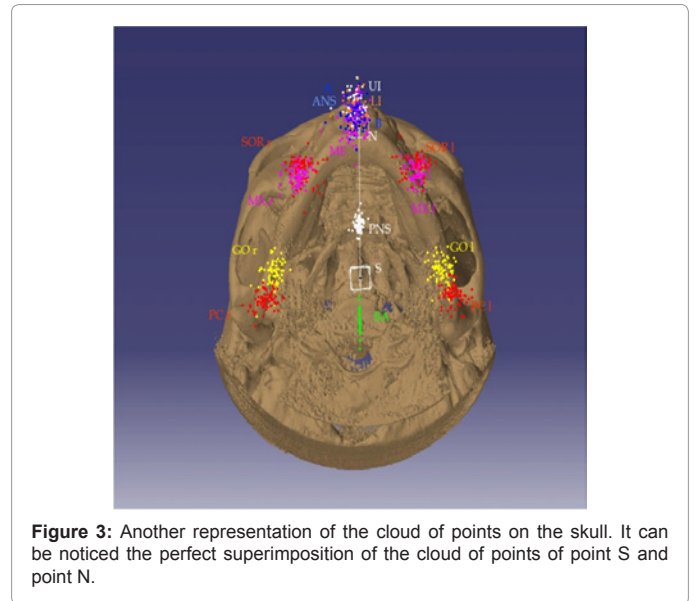 UI
ANS LI
B
N
SOR r SOR l
PNS
GO r GO l
S
PC l
Figure 3: Another representation of the cloud of points on the skull. It can
be noticed the perfect superimposition of the cloud of points of point S and
point N.